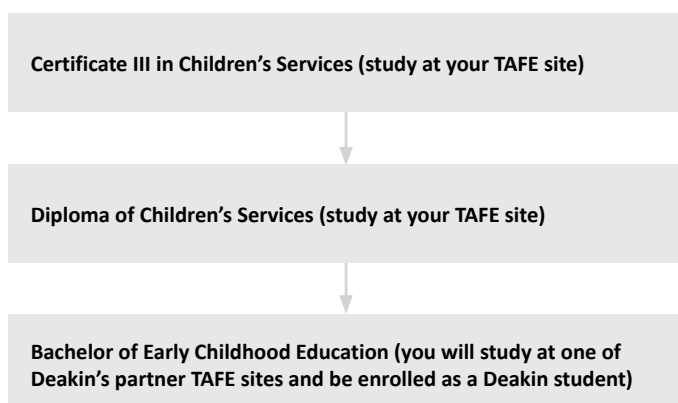 Certificate III in Children’s Services (study at your TAFE site)
Diploma of Children’s Services (study at your TAFE site)
Bachelor of Early Childhood Education (you will study at one of
Deakin’s partner TAFE sites and be enrolled as a Deakin student)